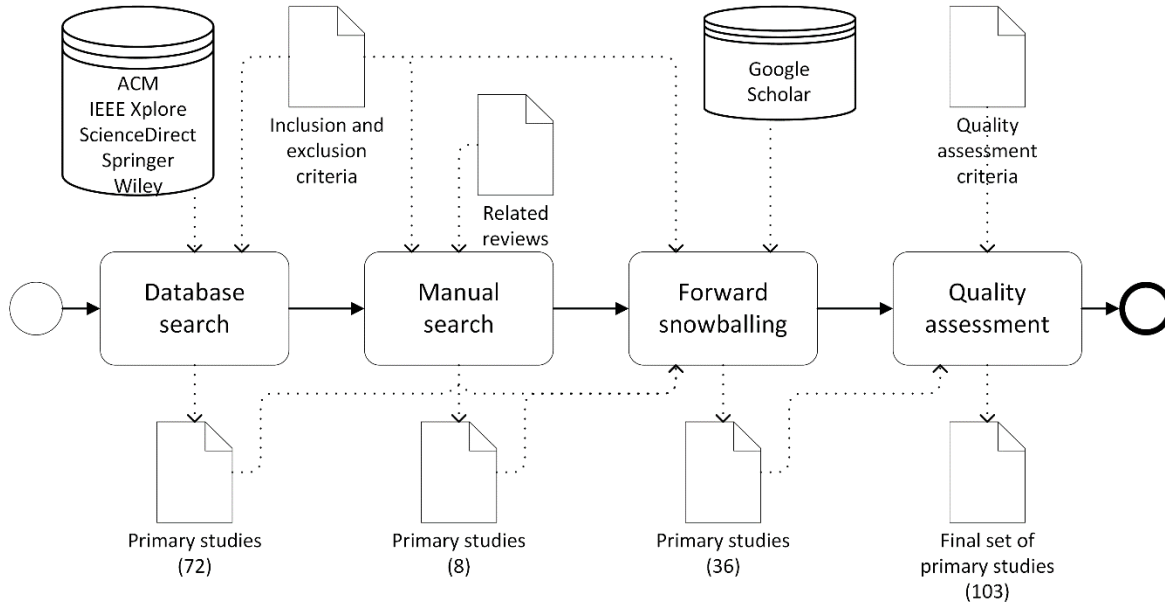 ACM
IEEE Xplore
ScienceDirect
Springer
Wiley
Inclusion and
exclusion
criteria
Related
reviews
Google
Scholar
Quality
assessment
criteria
Database
search
Manual
search
Forward
snowballing
Quality
assessment
Primary studies
(72)
Primary studies
(8)
Primary studies
(36)
Final set of
primary studies
(103)